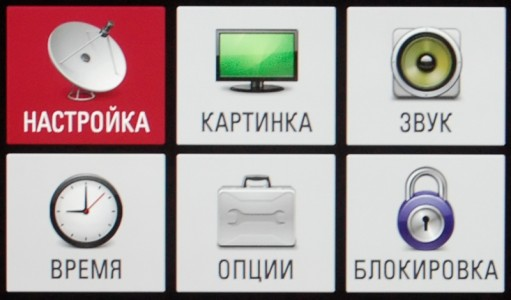 НАСТРОЙКА
КАРТИНКА
ЗВУК
ВРЕМЯ
ОПЦИИ
БЛОКИРОВКА